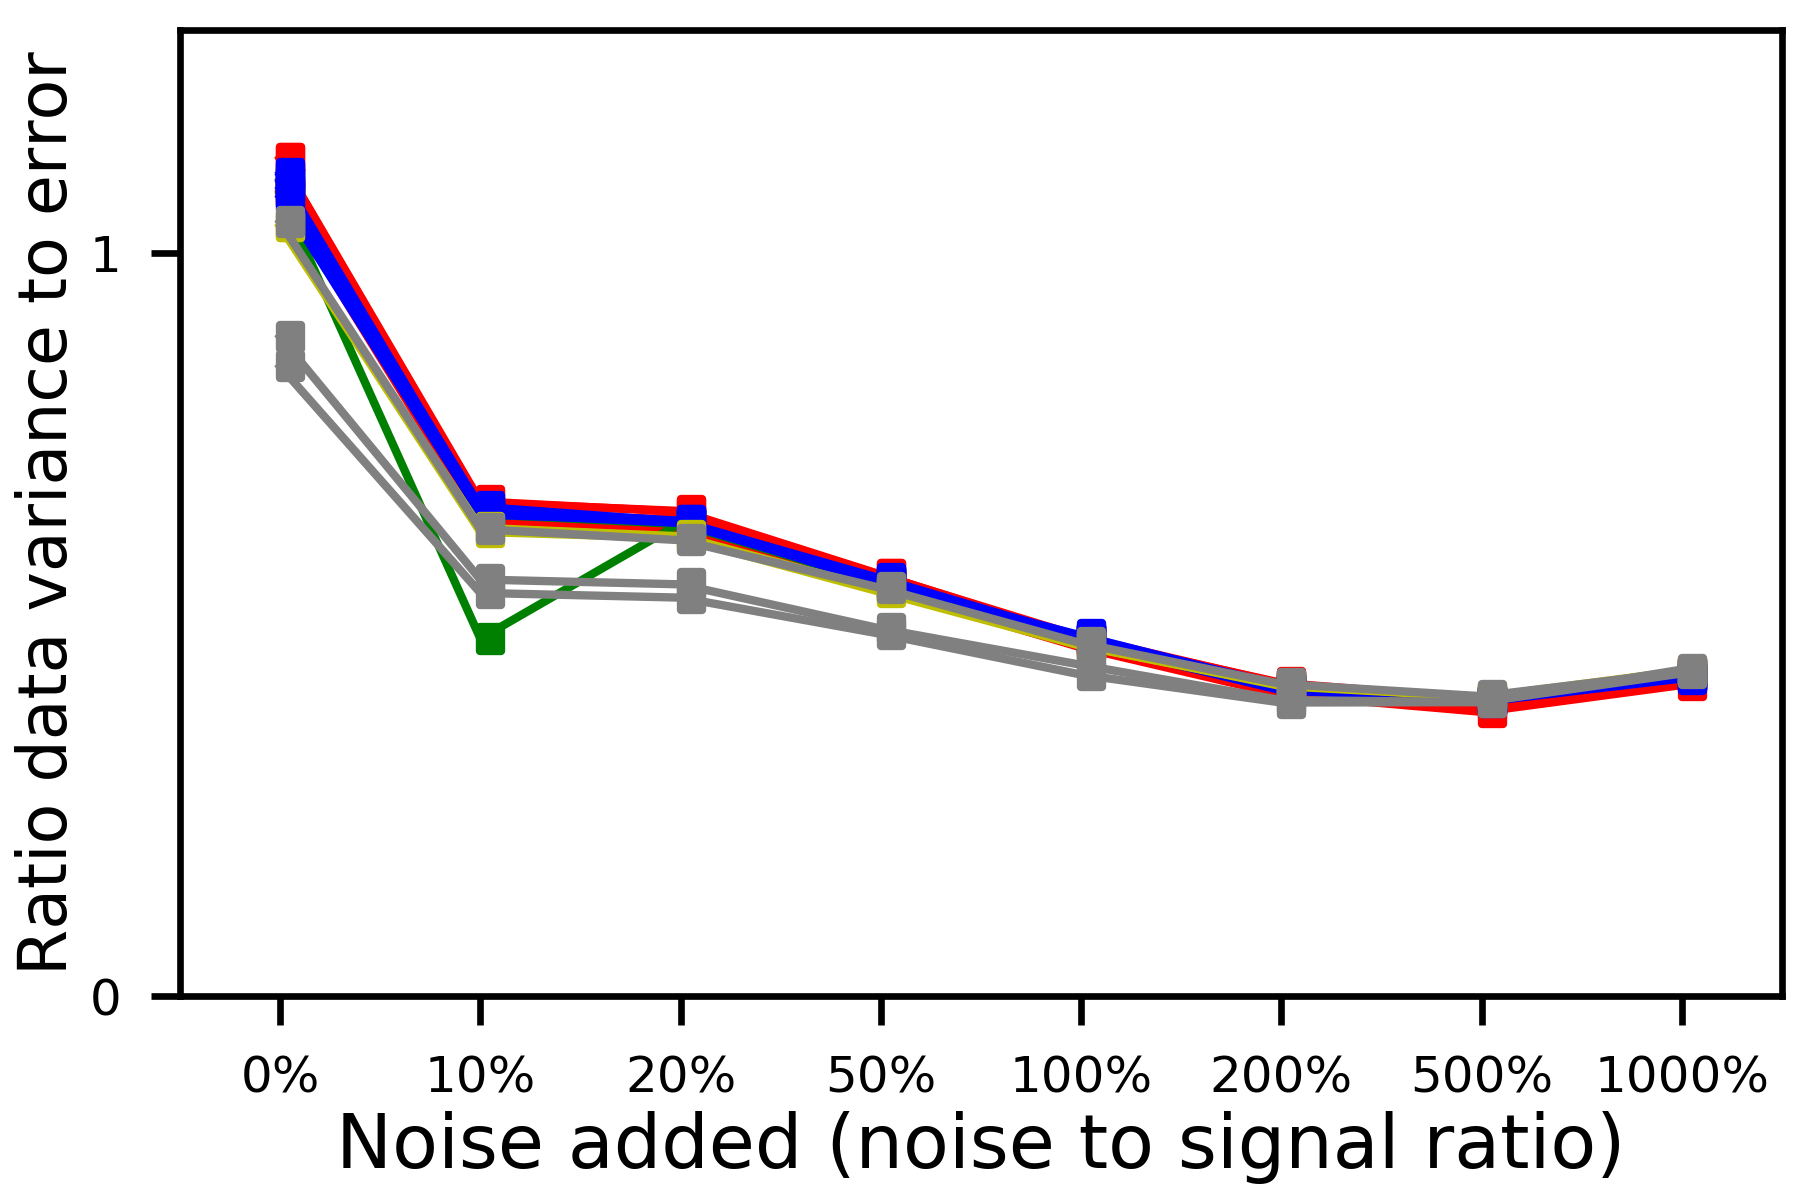 Ratio data variance to error
1
0
0% 10% 20% 50% 100% 200% 500% 1000%
Noise added (noise to signal ratio)